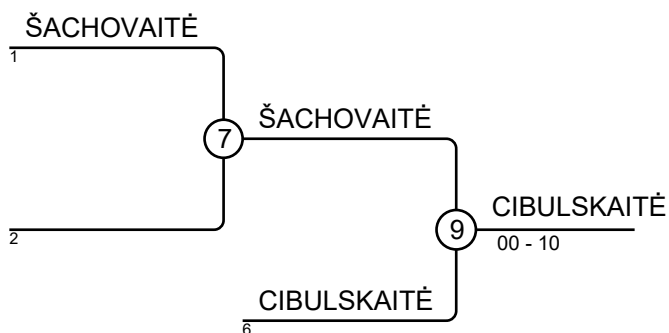 ŠACHOVAITĖ
1
7
ŠACHOVAITĖ
2
9
CIBULSKAITĖ
00 - 10
CIBULSKAITĖ
6